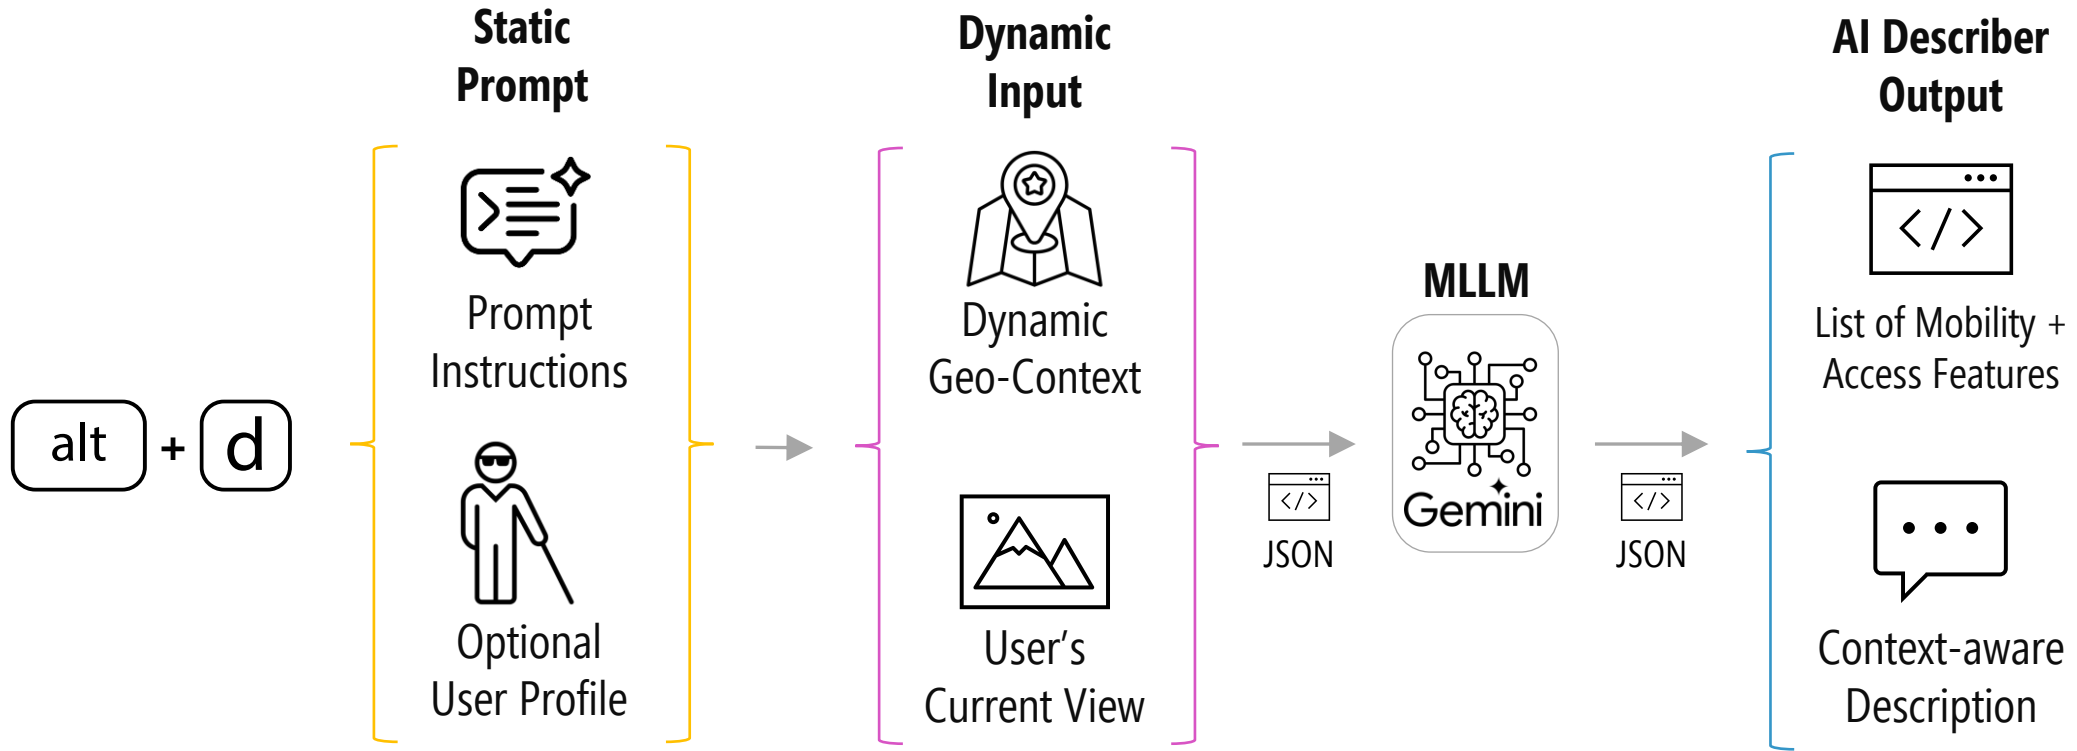 alt + d
Static
Prompt
Prompt
Instructions
Optional
User Profile
Dynamic
Input
Dynamic
Geo-Context
User's
Current View
</>
JSON
MLLM
Gemini
</>
JSON
AI Describer
Output
</>
List of Mobility +
Access Features
Context-aware
Description